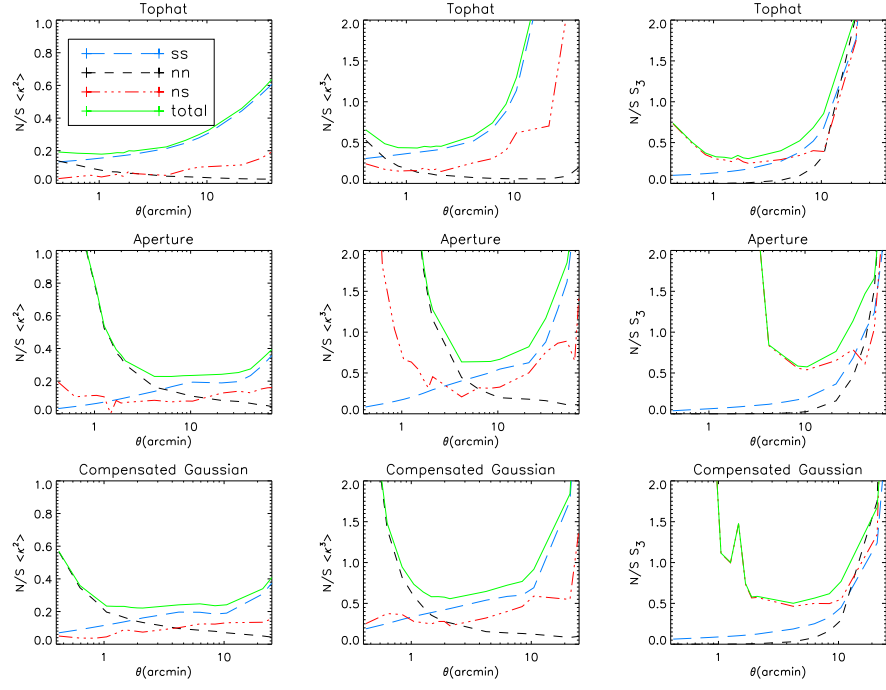 Tophat
Tophat
Tophat
N/S <κ²>
1.0
0.8
0.6
0.4
0.2
0.0
ss
nn
ns
total
1
10
θ(arcmin)
N/S <κ³>
2.0
1.5
1.0
0.5
0.0
1
10
θ(arcmin)
N/S S₃
2.0
1.5
1.0
0.5
0.0
1
10
θ(arcmin)
Aperture
Aperture
Aperture
N/S <κ²>
1.0
0.8
0.6
0.4
0.2
0.0
1
10
θ(arcmin)
N/S <κ³>
2.0
1.5
1.0
0.5
0.0
1
10
θ(arcmin)
N/S S₃
2.0
1.5
1.0
0.5
0.0
1
10
θ(arcmin)
Compensated Gaussian
Compensated Gaussian
Compensated Gaussian
N/S <κ²>
1.0
0.8
0.6
0.4
0.2
0.0
1
10
θ(arcmin)
N/S <κ³>
2.0
1.5
1.0
0.5
0.0
1
10
θ(arcmin)
N/S S₃
2.0
1.5
1.0
0.5
0.0
1
10
θ(arcmin)